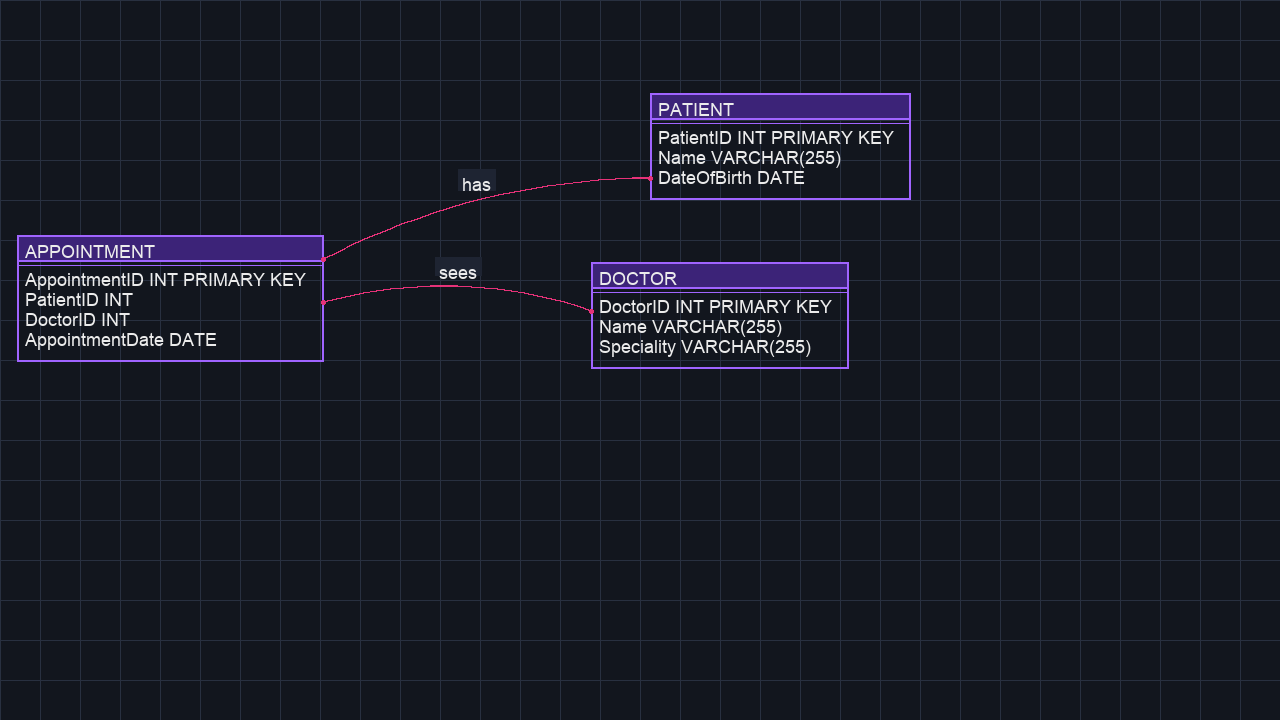 PATIENT
PatientID INT PRIMARY KEY
Name VARCHAR(255)
DateOfBirth DATE
has
APPOINTMENT
AppointmentID INT PRIMARY KEY
PatientID INT
DoctorID INT
AppointmentDate DATE
sees
DOCTOR
DoctorID INT PRIMARY KEY
Name VARCHAR(255)
Speciality VARCHAR(255)